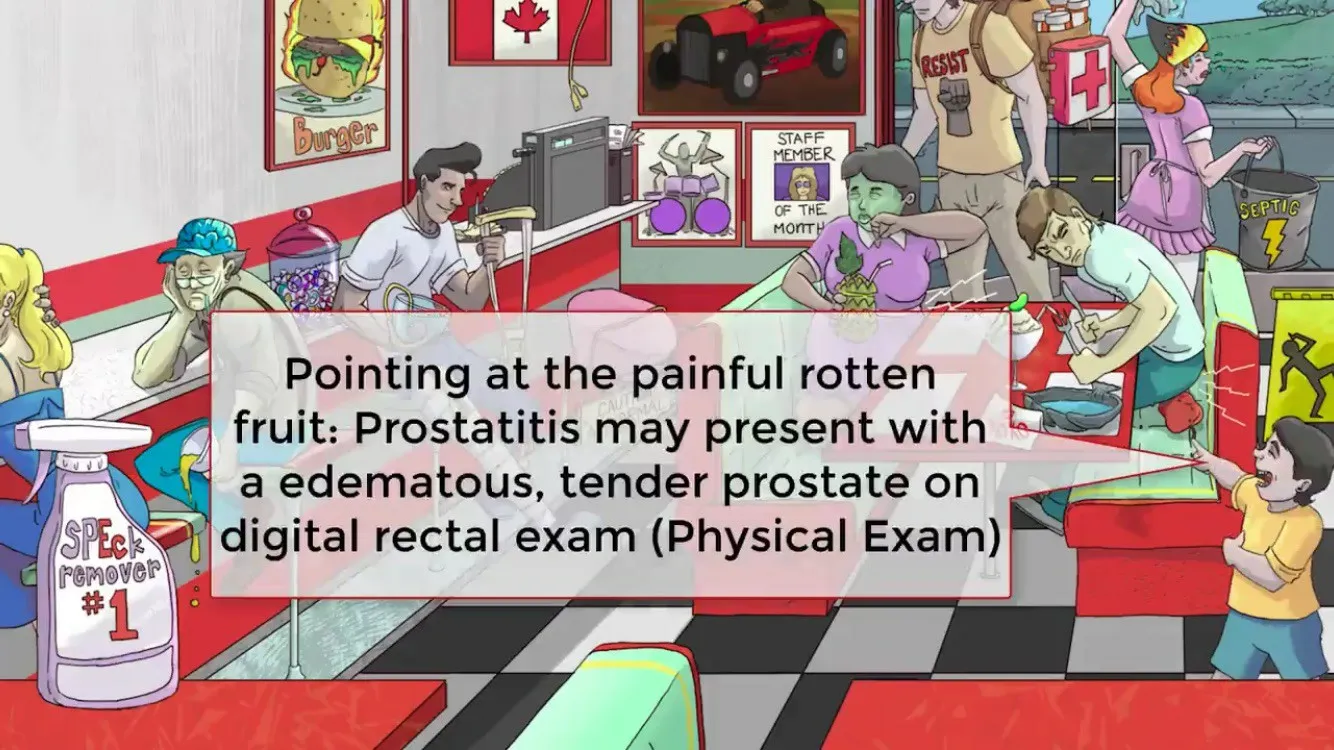 Burger
RESIST
STAFF
MEMBER
OF THE
MONTH
SEPTIC
Pointing at the painful rotten
fruit: Prostatitis may present with
a edematous, tender prostate on
digital rectal exam (Physical Exam)
SPEck
remover
#1